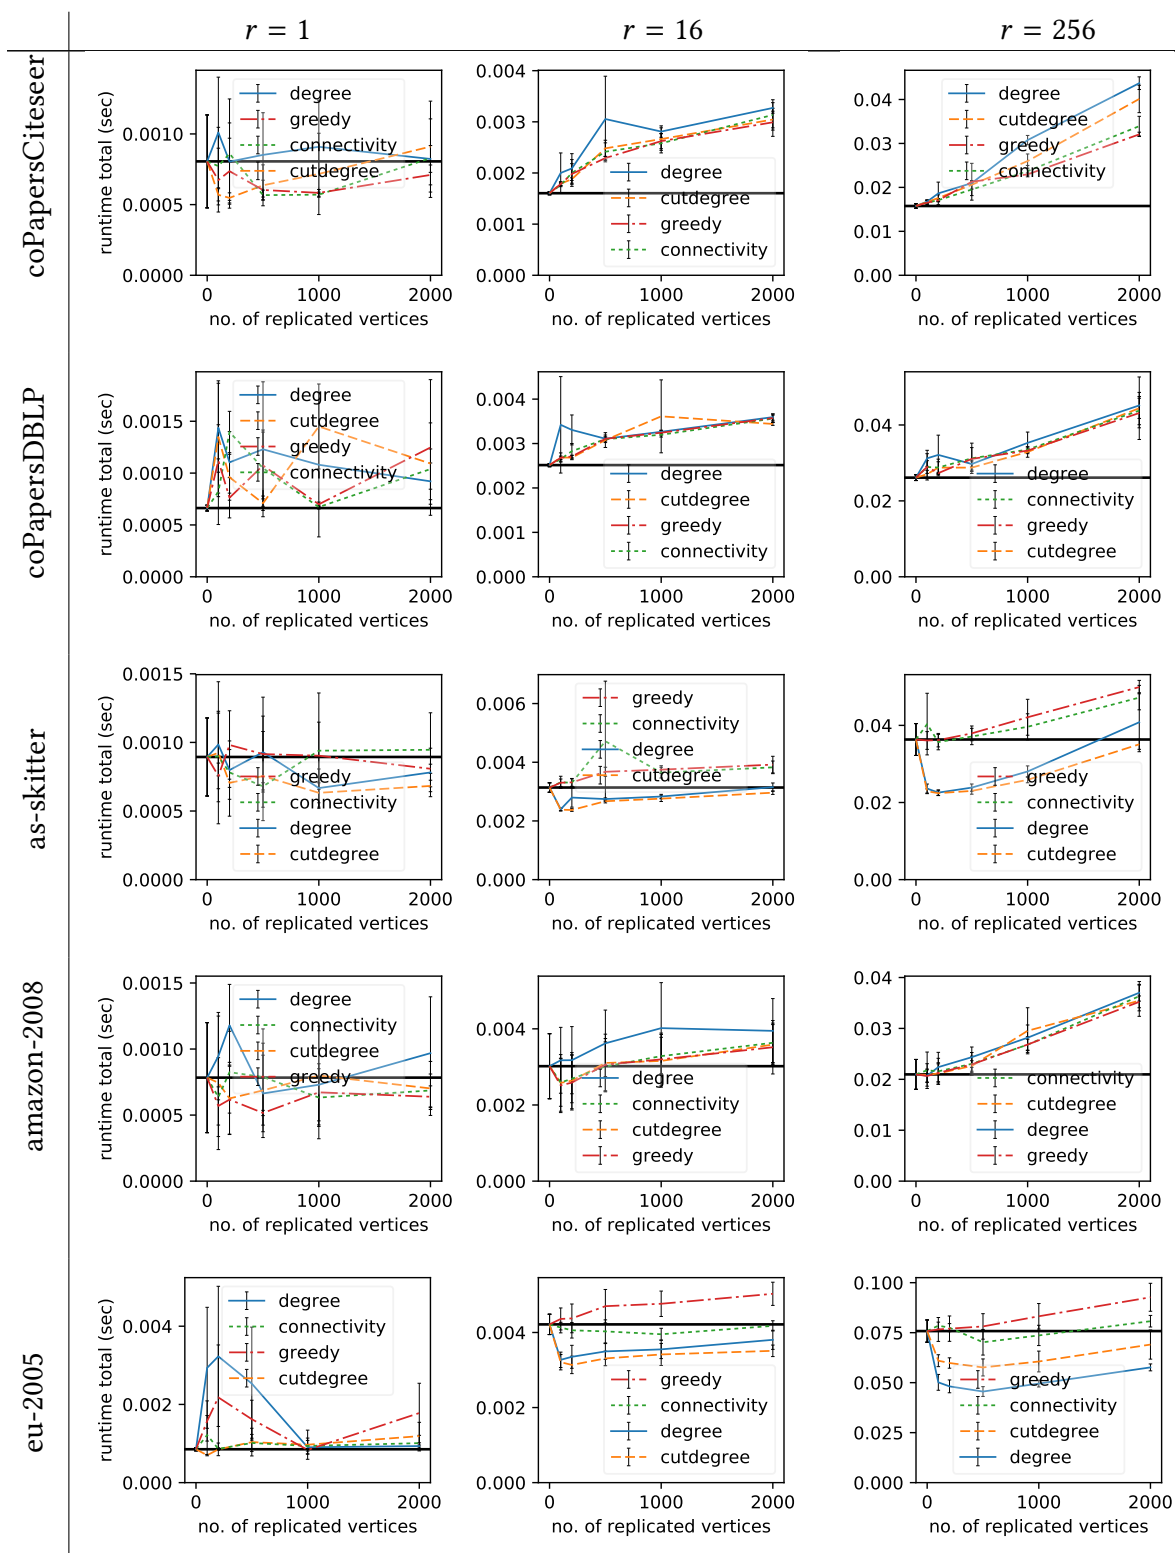 r = 1 r = 16 r = 256
coPapersCiteseer
runtime total (sec)
0.0010
0.0005
0.0000
degree
greedy
connectivity
cutdegree
0 1000 2000
no. of replicated vertices
0.004
0.003
0.002
0.001
0.000
degree
cutdegree
greedy
connectivity
0 1000 2000
no. of replicated vertices
0.04
0.03
0.02
0.01
0.00
degree
cutdegree
greedy
connectivity
0 1000 2000
no. of replicated vertices
coPapersDBLP
runtime total (sec)
0.0015
0.0010
0.0005
0.0000
degree
cutdegree
greedy
connectivity
0 1000 2000
no. of replicated vertices
0.004
0.003
0.002
0.001
0.000
degree
cutdegree
greedy
connectivity
0 1000 2000
no. of replicated vertices
0.04
0.02
0.00
degree
connectivity
greedy
cutdegree
0 1000 2000
no. of replicated vertices
as-skitter
runtime total (sec)
0.0015
0.0010
0.0005
0.0000
greedy
connectivity
degree
cutdegree
0 1000 2000
no. of replicated vertices
0.006
0.004
0.002
0.000
greedy
connectivity
degree
cutdegree
0 1000 2000
no. of replicated vertices
0.04
0.02
0.00
greedy
connectivity
degree
cutdegree
0 1000 2000
no. of replicated vertices
amazon-2008
runtime total (sec)
0.0015
0.0010
0.0005
0.0000
degree
connectivity
cutdegree
greedy
0 1000 2000
no. of replicated vertices
0.004
0.002
0.000
degree
connectivity
cutdegree
greedy
0 1000 2000
no. of replicated vertices
0.04
0.03
0.02
0.01
0.00
connectivity
cutdegree
degree
greedy
0 1000 2000
no. of replicated vertices
eu-2005
runtime total (sec)
0.004
0.002
0.000
degree
connectivity
greedy
cutdegree
0 1000 2000
no. of replicated vertices
0.004
0.002
0.000
greedy
connectivity
degree
cutdegree
0 1000 2000
no. of replicated vertices
0.100
0.075
0.050
0.025
0.000
greedy
connectivity
cutdegree
degree
0 1000 2000
no. of replicated vertices